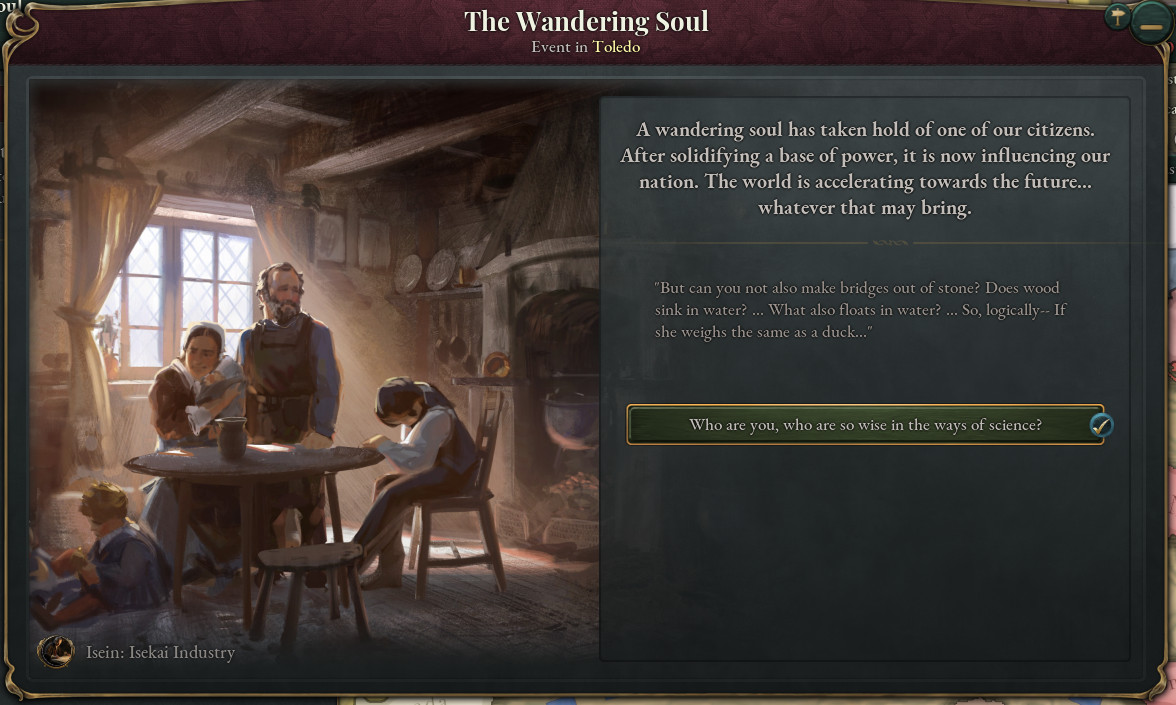 The Wandering Soul
Event in Toledo
A wandering soul has taken hold of one of our citizens.
After solidifying a base of power, it is now influencing our
nation. The world is accelerating towards the future...
whatever that may bring.
"But can you not also make bridges out of stone? Does wood
sink in water? ... What also floats in water? ... So, logically-- If
she weighs the same as a duck..."
Who are you, who are so wise in the ways of science?
Isein: Isekai Industry